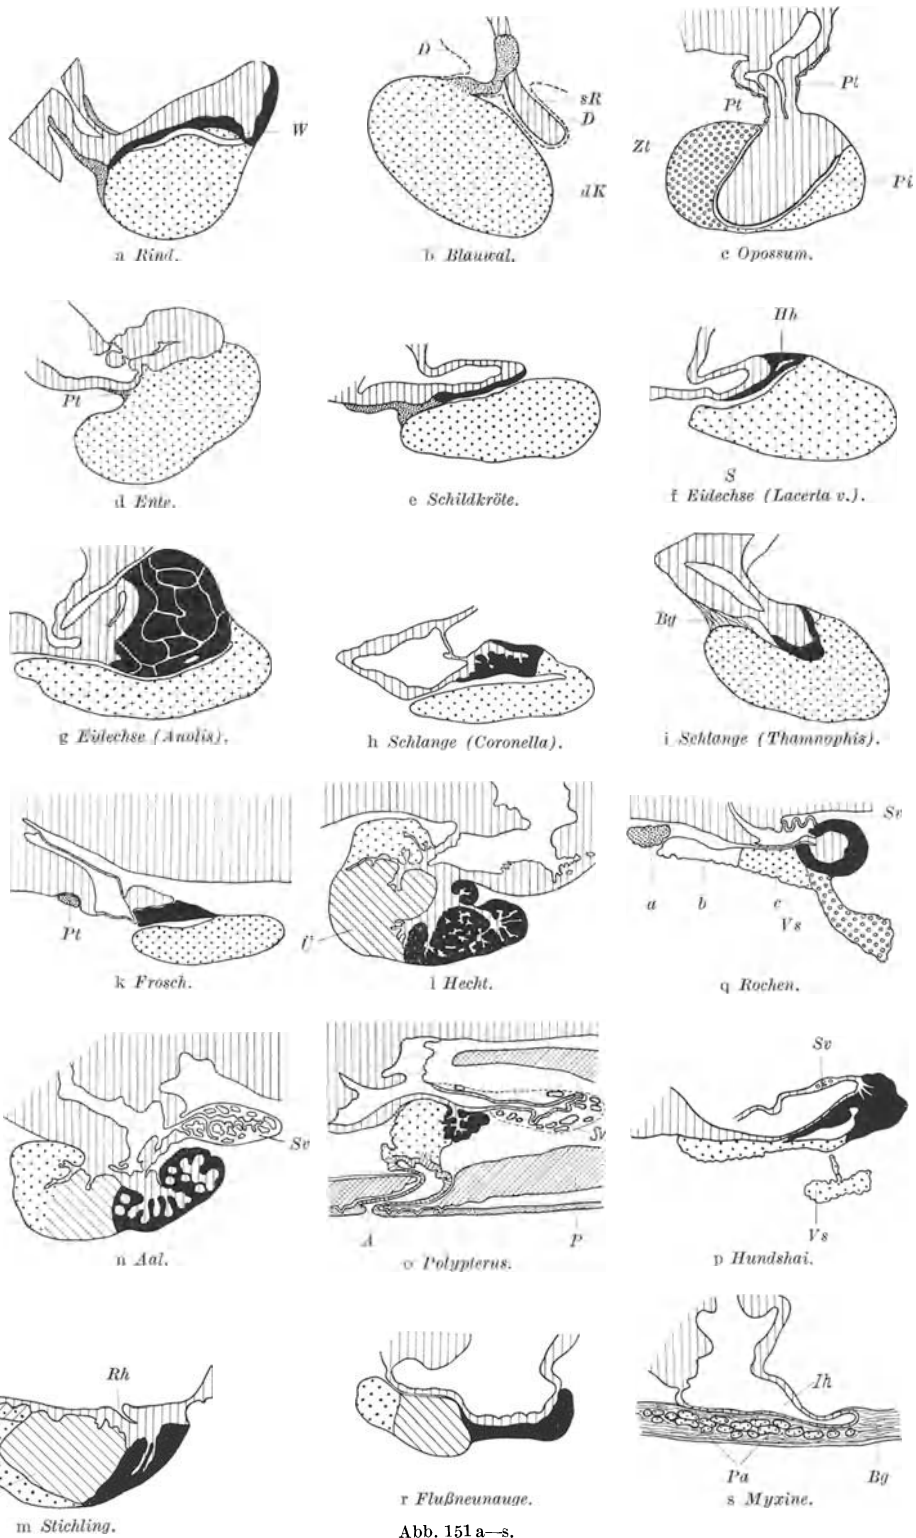 W
a Rind.
D
sR
D
dK
b Blauwal.
Pt
Pt
Zt
Pi
c Opossum.
Pt
d Ente.
e Schildkröte.
Hh
S
f Eidechse (Lacerta v.).
g Eidechse (Anolis).
h Schlange (Coronella).
Bg
i Schlange (Thamnophis).
Pt
k Frosch.
Ü
l Hecht.
Sv
a b c
Vs
q Rochen.
Sv
n Aal.
Sv
A P
o Polypterus.
Sv
Vs
p Hundshai.
Rh
m Stichling.
r Flußneunauge.
Ih
Pa Bg
s Myxine.
Abb. 151 a—s.